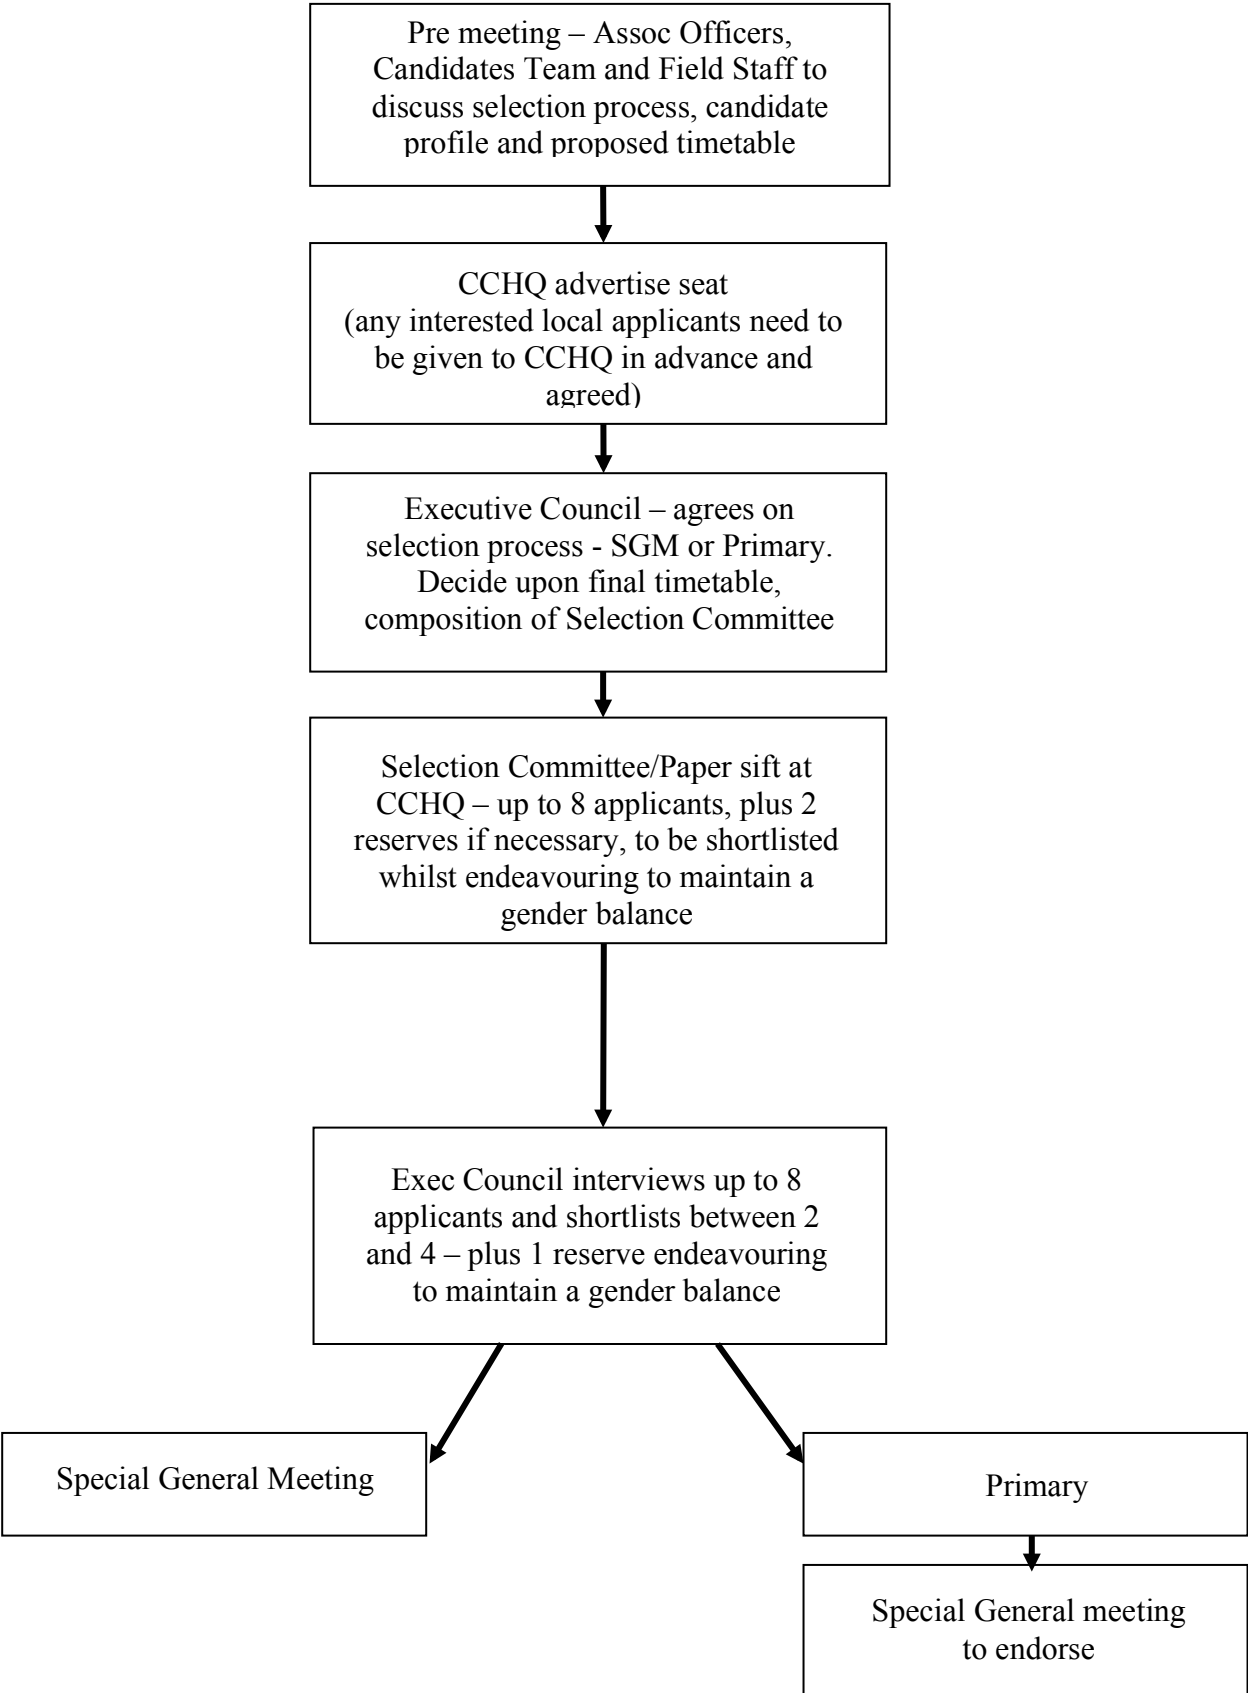 Pre meeting – Assoc Officers,
Candidates Team and Field Staff to
discuss selection process, candidate
profile and proposed timetable
CCHQ advertise seat
(any interested local applicants need to
be given to CCHQ in advance and
agreed)
Executive Council – agrees on
selection process - SGM or Primary.
Decide upon final timetable,
composition of Selection Committee
Selection Committee/Paper sift at
CCHQ – up to 8 applicants, plus 2
reserves if necessary, to be shortlisted
whilst endeavouring to maintain a
gender balance
Exec Council interviews up to 8
applicants and shortlists between 2
and 4 – plus 1 reserve endeavouring
to maintain a gender balance
Special General Meeting
Primary
Special General meeting
to endorse